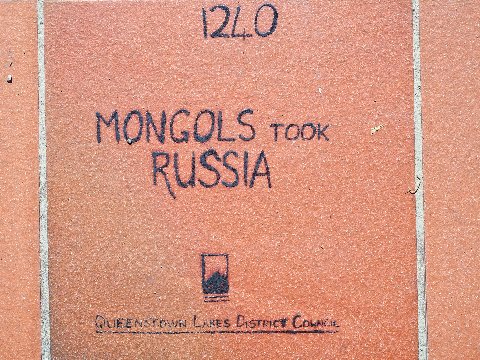 1240
MONGOLS TOOK
RUSSIA
QUEENSTOWN LAKES DISTRICT COUNCIL